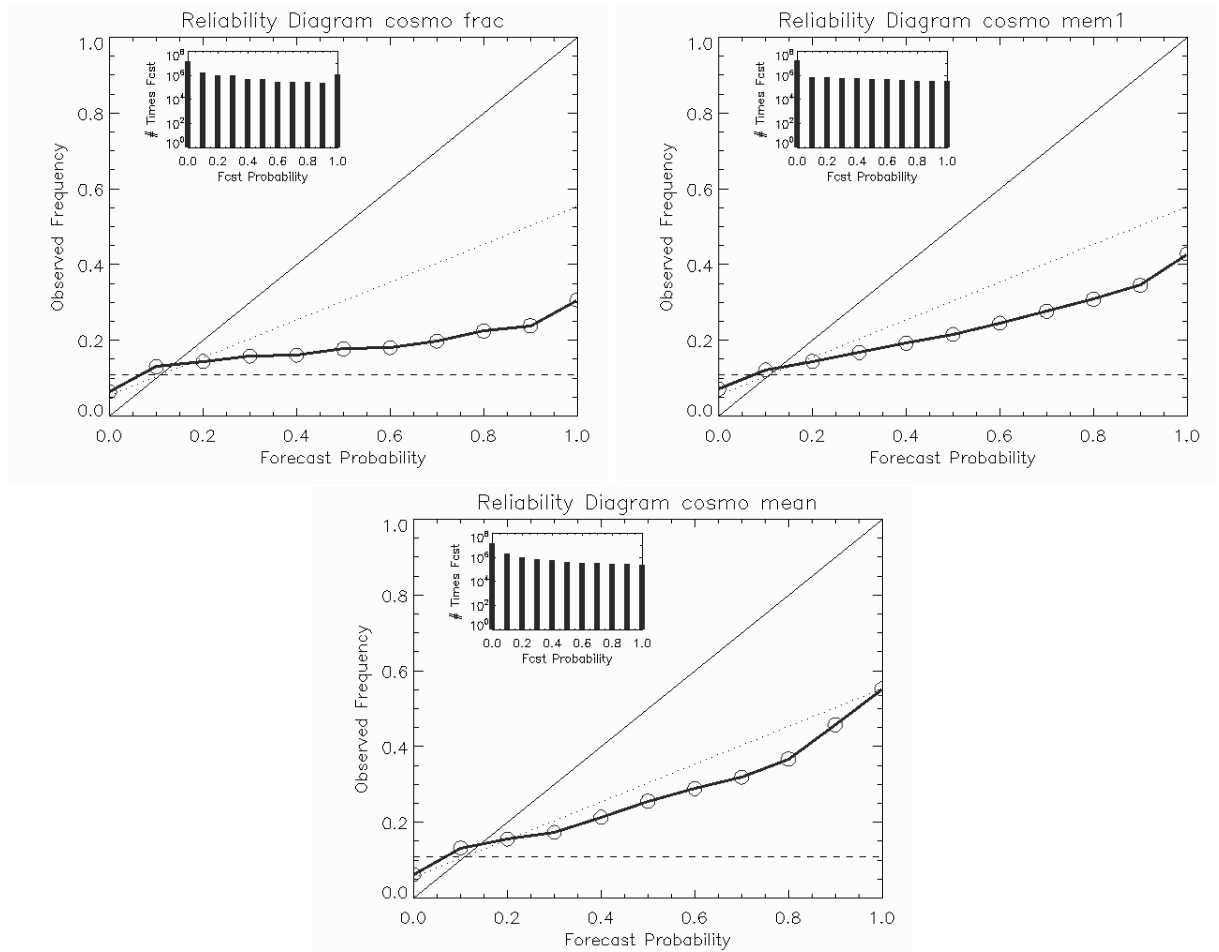 Reliability Diagram cosmo frac
1.0
0.8
0.6
0.4
0.2
0.0
Observed Frequency
0.0 0.2 0.4 0.6 0.8 1.0
Forecast Probability
10^8
10^6
10^4
10^2
10^0
# Times Fcst
0.0 0.2 0.4 0.6 0.8 1.0
Fcst Probability
Reliability Diagram cosmo mem1
1.0
0.8
0.6
0.4
0.2
0.0
Observed Frequency
0.0 0.2 0.4 0.6 0.8 1.0
Forecast Probability
10^8
10^6
10^4
10^2
10^0
# Times Fcst
0.0 0.2 0.4 0.6 0.8 1.0
Fcst Probability
Reliability Diagram cosmo mean
1.0
0.8
0.6
0.4
0.2
0.0
Observed Frequency
0.0 0.2 0.4 0.6 0.8 1.0
Forecast Probability
10^8
10^6
10^4
10^2
10^0
# Times Fcst
0.0 0.2 0.4 0.6 0.8 1.0
Fcst Probability